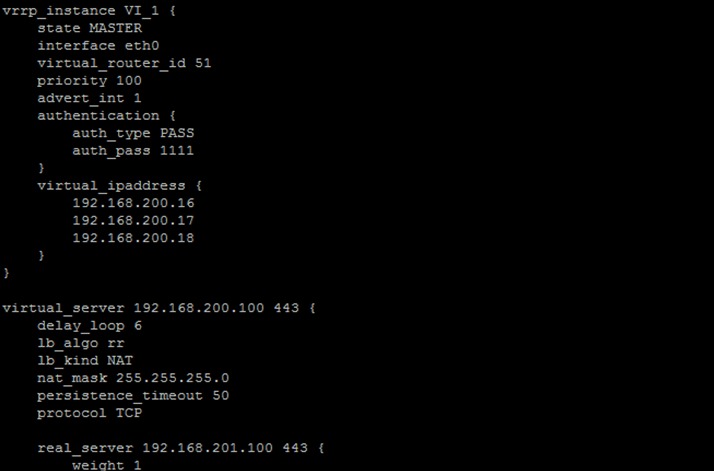 vrrp_instance VI_1 {
    state MASTER
    interface eth0
    virtual_router_id 51
    priority 100
    advert_int 1
    authentication {
        auth_type PASS
        auth_pass 1111
    }
    virtual_ipaddress {
        192.168.200.16
        192.168.200.17
        192.168.200.18
    }
}

virtual_server 192.168.200.100 443 {
    delay_loop 6
    lb_algo rr
    lb_kind NAT
    nat_mask 255.255.255.0
    persistence_timeout 50
    protocol TCP

    real_server 192.168.201.100 443 {
        weight 1